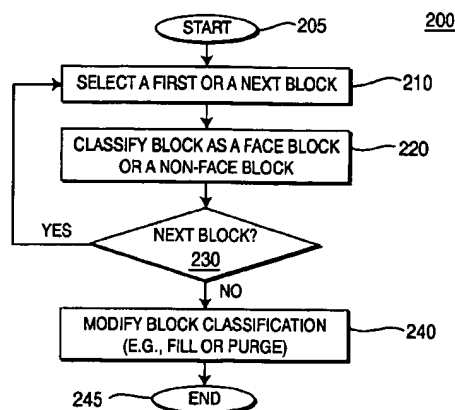 START
205
200
SELECT A FIRST OR A NEXT BLOCK
210
CLASSIFY BLOCK AS A FACE BLOCK
OR A NON-FACE BLOCK
220
YES
NEXT BLOCK?
230
NO
MODIFY BLOCK CLASSIFICATION
(E.G., FILL OR PURGE)
240
245
END